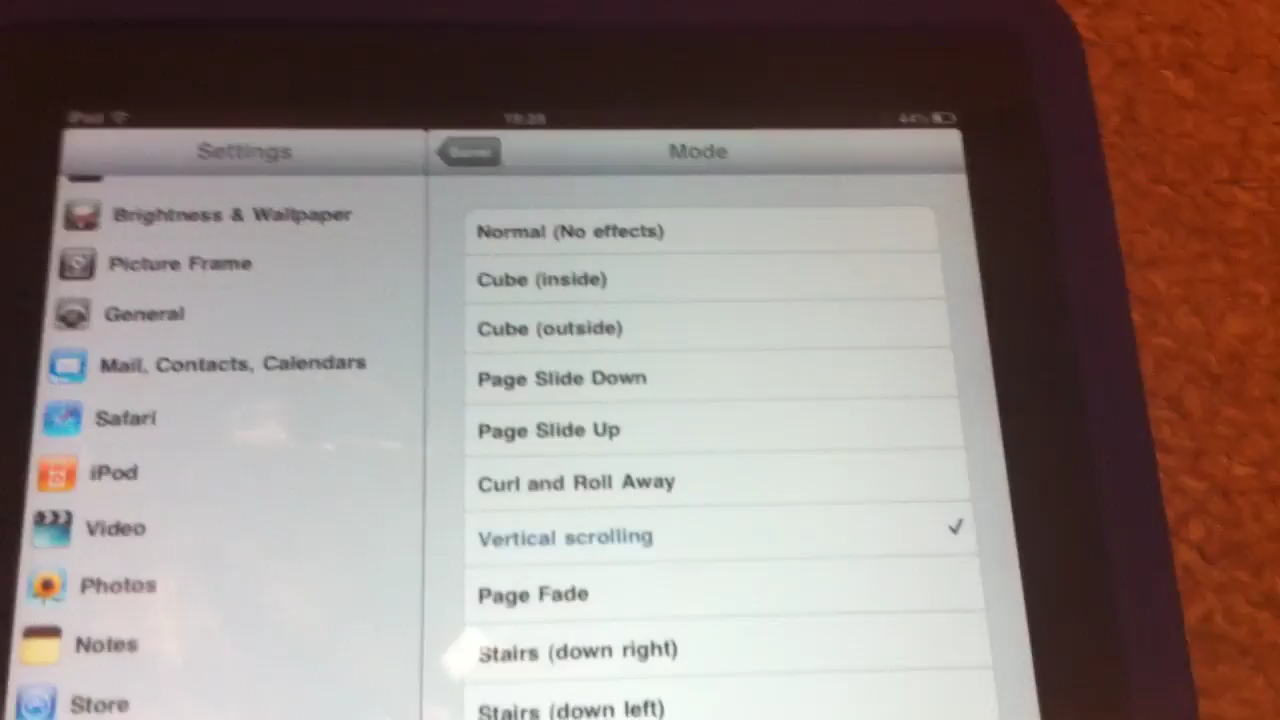 iPad
44%
Settings
Mode
Brightness & Wallpaper
Picture Frame
General
Mail, Contacts, Calendars
Safari
iPod
Video
Photos
Notes
Store
Normal (No effects)
Cube (inside)
Cube (outside)
Page Slide Down
Page Slide Up
Curl and Roll Away
Vertical scrolling
Page Fade
Stairs (down right)
Stairs (down left)